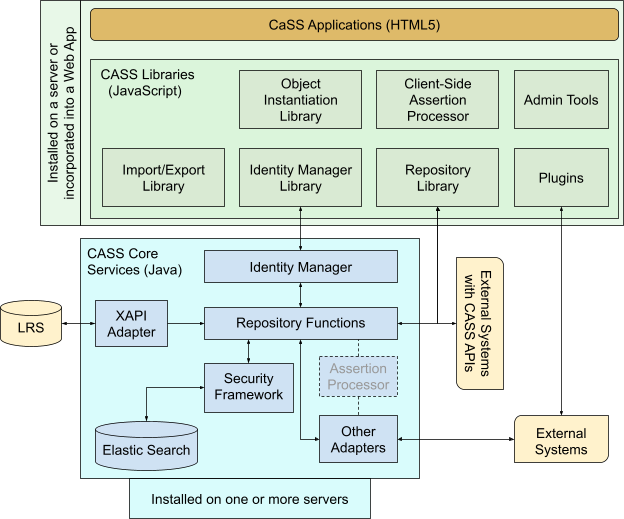 Installed on a server or
incorporated into a Web App
CaSS Applications (HTML5)
CASS Libraries
(JavaScript)
Object
Instantiation
Library
Client-Side
Assertion
Processor
Admin Tools
Import/Export
Library
Identity Manager
Library
Repository
Library
Plugins
CASS Core
Services (Java)
Identity Manager
External Systems
with CASS APIs
LRS
XAPI
Adapter
Repository Functions
Security
Framework
Assertion
Processor
Elastic Search
Other
Adapters
External
Systems
Installed on one or more servers